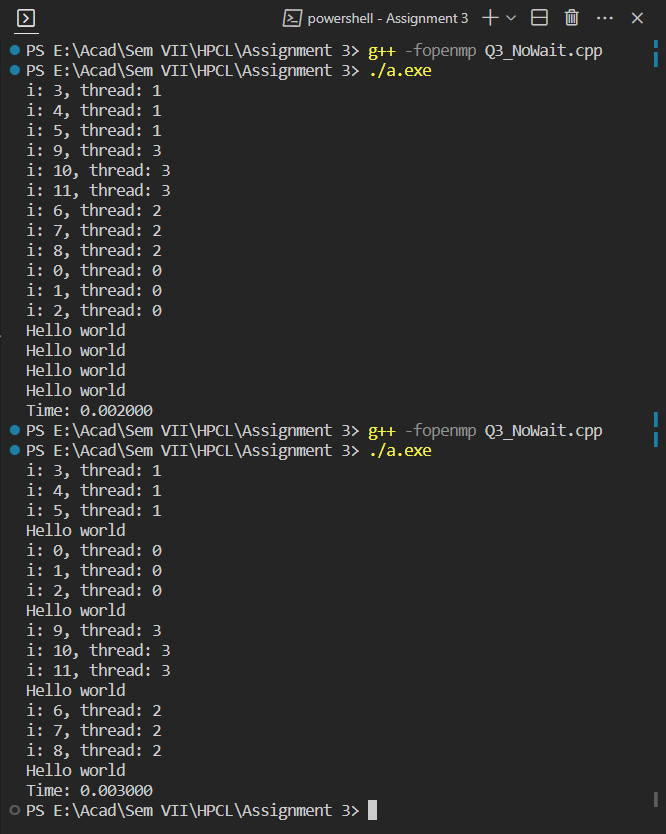 powershell - Assignment 3
PS E:\Acad\Sem VII\HPCL\Assignment 3> g++ -fopenmp Q3_NoWait.cpp
PS E:\Acad\Sem VII\HPCL\Assignment 3> ./a.exe
i: 3, thread: 1
i: 4, thread: 1
i: 5, thread: 1
i: 9, thread: 3
i: 10, thread: 3
i: 11, thread: 3
i: 6, thread: 2
i: 7, thread: 2
i: 8, thread: 2
i: 0, thread: 0
i: 1, thread: 0
i: 2, thread: 0
Hello world
Hello world
Hello world
Hello world
Time: 0.002000
PS E:\Acad\Sem VII\HPCL\Assignment 3> g++ -fopenmp Q3_NoWait.cpp
PS E:\Acad\Sem VII\HPCL\Assignment 3> ./a.exe
i: 3, thread: 1
i: 4, thread: 1
i: 5, thread: 1
Hello world
i: 0, thread: 0
i: 1, thread: 0
i: 2, thread: 0
Hello world
i: 9, thread: 3
i: 10, thread: 3
i: 11, thread: 3
Hello world
i: 6, thread: 2
i: 7, thread: 2
i: 8, thread: 2
Hello world
Time: 0.003000
PS E:\Acad\Sem VII\HPCL\Assignment 3>